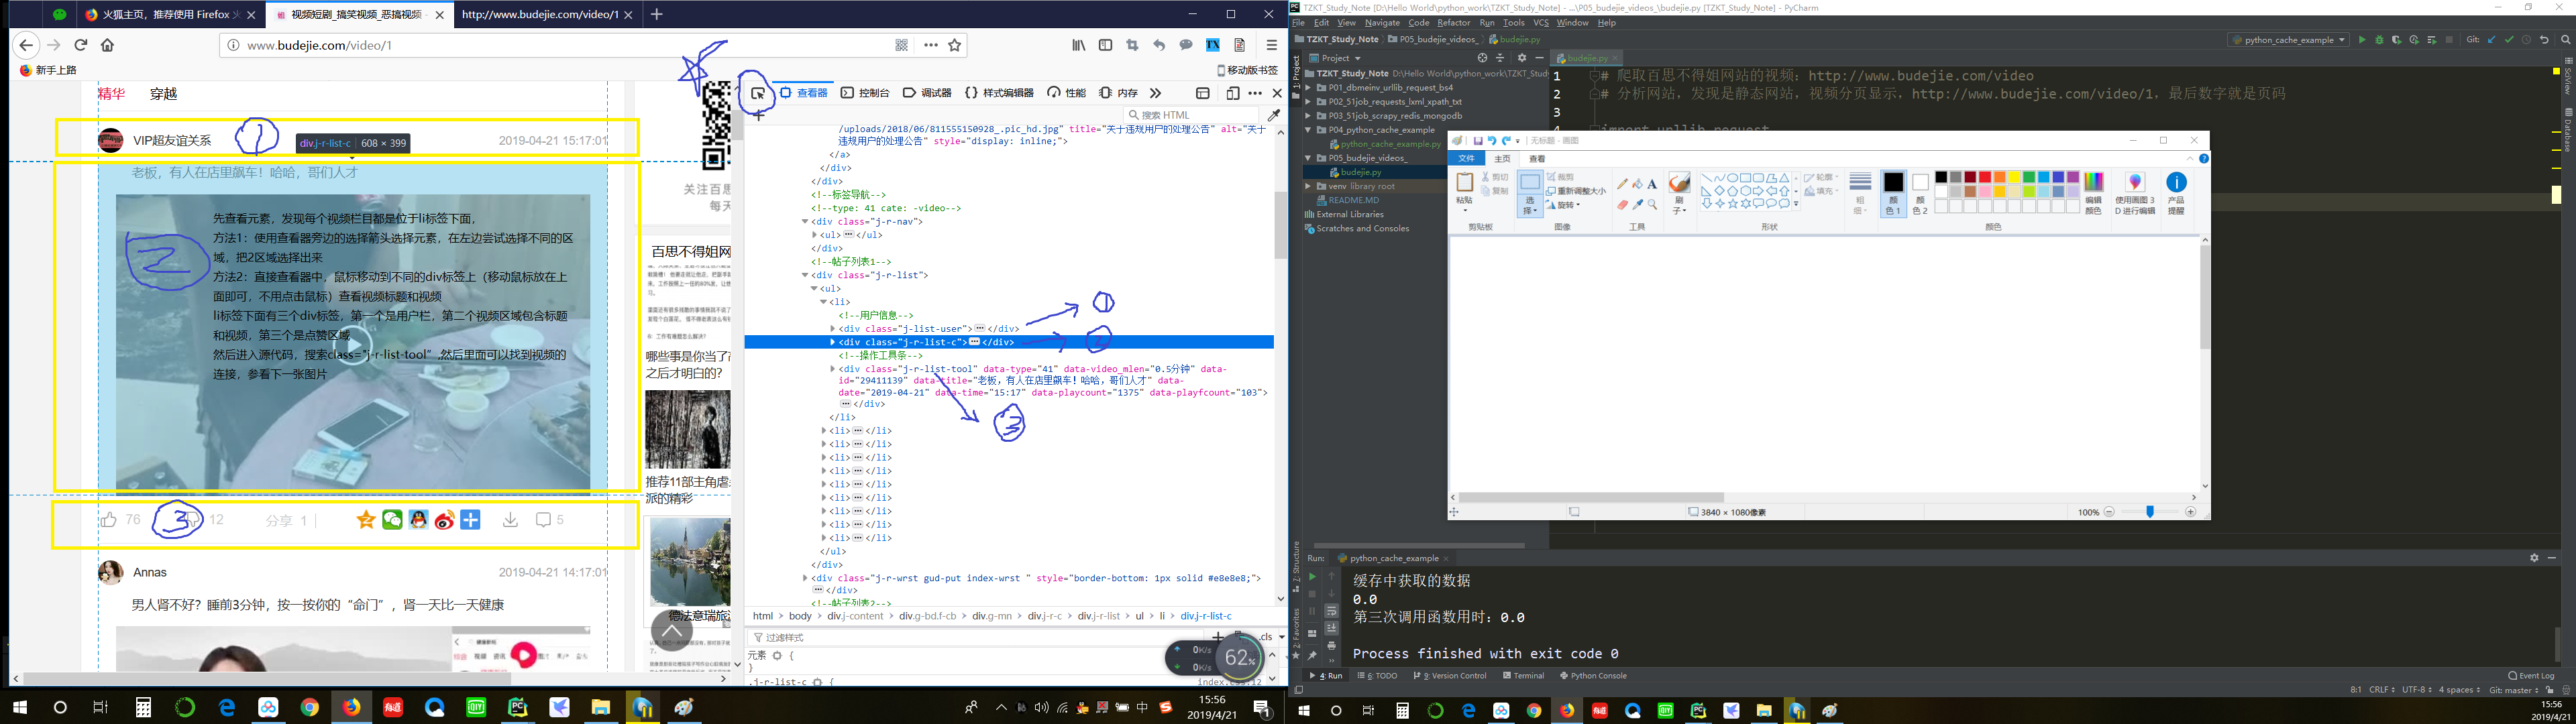 火狐主页，推荐使用 Firefox 火
视频短剧_搞笑视频_恶搞视频 -
http://www.budejie.com/video/1
www.budejie.com/video/1
新手上路
移动版书签
精华 穿越
VIP超友谊关系
①
div.j-r-list-c | 608 × 399
2019-04-21 15:17:01
老板，有人在店里飙车！哈哈，哥们人才
②
先查看元素，发现每个视频栏目都是位于li标签下面，
方法1：使用查看器旁边的选择箭头选择元素，在左边尝试选择不同的区
域，把2区域选择出来
方法2：直接查看器中，鼠标移动到不同的div标签上（移动鼠标放在上
面即可，不用点击鼠标）查看视频标题和视频
li标签下面有三个div标签，第一个是用户栏，第二个视频区域包含标题
和视频，第三个是点赞区域
然后进入源代码，搜索class="j-r-list-tool"，然后里面可以找到视频的
连接，参看下一张图片
76 ③ 12 分享 1 5
Annas 2019-04-21 14:17:01
男人肾不好？睡前3分钟，按一按你的“命门”，肾一天比一天健康
关注百思
每天
百思不得姐网
哪些事是你当了
之后才明白的？
推荐11部主角虐
派的精彩
德法意瑞旅
查看器 控制台 调试器 {} 样式编辑器 性能 内存
搜索 HTML
/uploads/2018/06/811555150928_.pic_hd.jpg" title="关于违规用户的处理公告" alt="关于
违规用户的处理公告" style="display: inline;">
</a>
</div>
</div>
<!--标签导航-->
<!--type: 41 cate: -video-->
<div class="j-r-nav">
<ul></ul>
</div>
<!--帖子列表1-->
<div class="j-r-list">
<ul>
<li>
<!--用户信息-->
<div class="j-list-user"></div> ①
<div class="j-r-list-c"></div> ②
<!--操作工具条-->
<div class="j-r-list-tool" data-type="41" data-video_mlen="0.5分钟" data-
id="29411139" data-title="老板，有人在店里飙车！哈哈，哥们人才" data-
date="2019-04-21" data-time="15:17" data-playcount="1375" data-playfcount="103">
</div> ③
</li>
<li></li>
<li></li>
<li></li>
<li></li>
<li></li>
<li></li>
<li></li>
<li></li>
<li></li>
</ul>
</div>
<div class="j-r-wrst gud-put index-wrst " style="border-bottom: 1px solid #e8e8e8;">
</div>
<!--帖子列表2-->
html > body > div.j-content > div.g-bd.f-cb > div.g-mn > div.j-r-c > div.j-r-list > ul > li > div.j-r-list-c
过滤样式 .cls
元素 {
}
.j-r-list-c {
0K/s
0K/s
62%
15:56
2019/4/21
TZKT_Study_Note [D:\Hello World\python_work\TZKT_Study_Note] - ...\P05_budejie_videos_\budejie.py [TZKT_Study_Note] - PyCharm
File Edit View Navigate Code Refactor Run Tools VCS Window Help
TZKT_Study_Note P05_budejie_videos_ budejie.py
python_cache_example Git:
Project
budejie.py
TZKT_Study_Note D:\Hello World\python_work\TZKT_Study
P01_dbmeinv_urllib_request_bs4
P02_51job_requests_lxml_xpath_txt
P03_51job_scrapy_redis_mongodb
P04_python_cache_example
python_cache_example.py
P05_budejie_videos_
budejie.py
venv library root
README.MD
External Libraries
Scratches and Consoles
1 # 爬取百思不得姐网站的视频：http://www.budejie.com/video
2 # 分析网站，发现是静态网站，视频分页显示，http://www.budejie.com/video/1，最后数字就是页码
3
4 import urllib.request
无标题 - 画图
文件 主页 查看
粘贴 剪切 复制 选择 裁剪 重新调整大小 旋转 刷子 轮廓 填充 粗细 颜色 1 颜色 2 编辑颜色 使用画图 3D 进行编辑 产品提醒
剪贴板 图像 工具 形状 颜色
3840 × 1080像素 100%
Run: python_cache_example
缓存中获取的数据
0.0
第三次调用函数用时：0.0
Process finished with exit code 0
4: Run 6: TODO 9: Version Control Terminal Python Console Event Log
8:1 CRLF UTF-8 4 spaces Git: master
15:56
2019/4/21